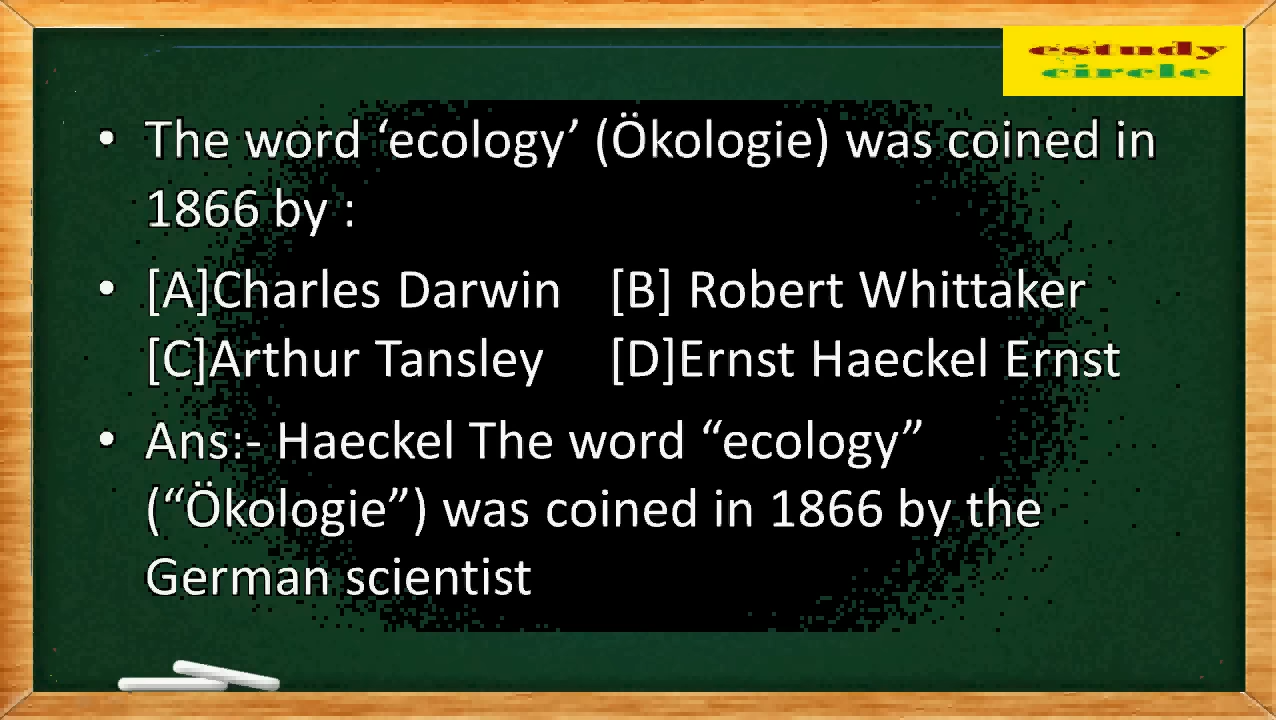 estudy
circle
• The word ‘ecology’ (Ökologie) was coined in
1866 by :
• [A]Charles Darwin [B] Robert Whittaker
[C]Arthur Tansley [D]Ernst Haeckel Ernst
• Ans:- Haeckel The word “ecology”
(“Ökologie”) was coined in 1866 by the
German scientist